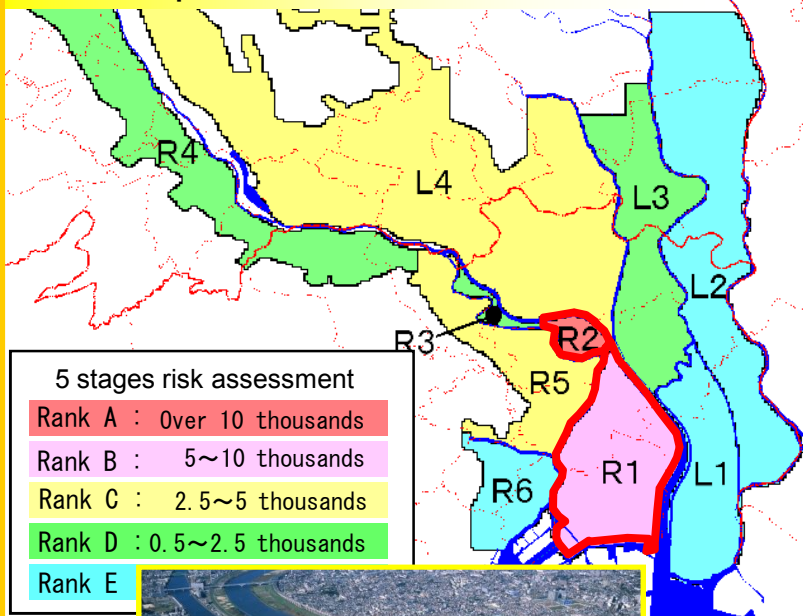 R4
L4
L3
L2
R3
R2
R5
R1
L1
R6
5 stages risk assessment
Rank A : Over 10 thousands
Rank B : 5～10 thousands
Rank C : 2.5～5 thousands
Rank D : 0.5～2.5 thousands
Rank E